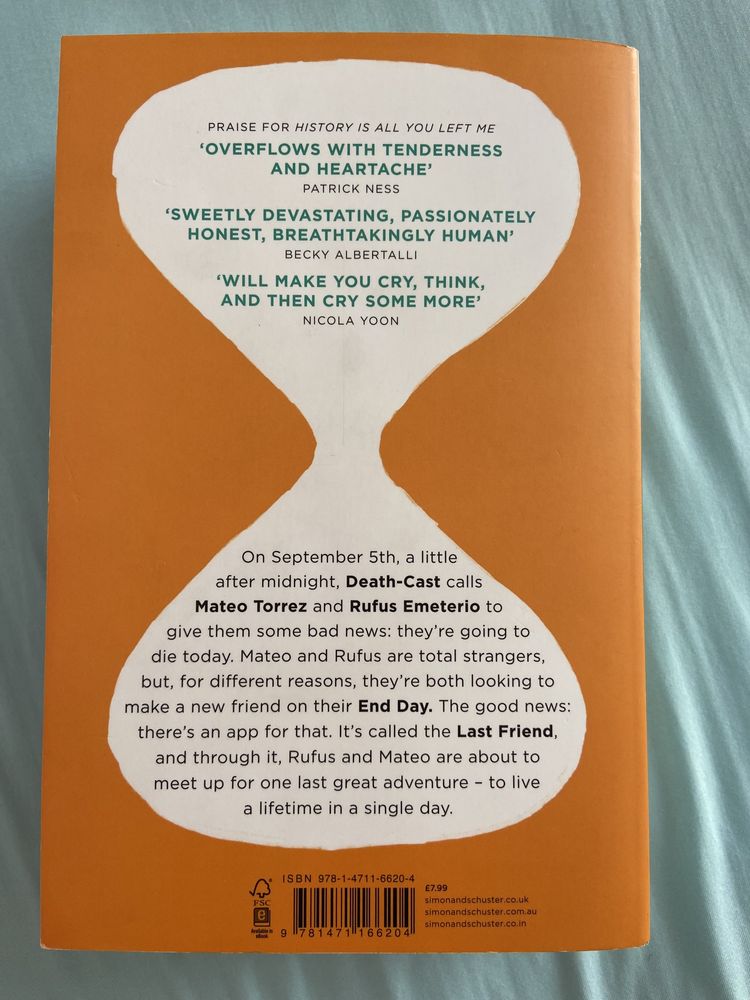 PRAISE FOR HISTORY IS ALL YOU LEFT ME
‘OVERFLOWS WITH TENDERNESS
AND HEARTACHE’
PATRICK NESS
‘SWEETLY DEVASTATING, PASSIONATELY
HONEST, BREATHTAKINGLY HUMAN’
BECKY ALBERTALLI
‘WILL MAKE YOU CRY, THINK,
AND THEN CRY SOME MORE’
NICOLA YOON
On September 5th, a little
after midnight, Death-Cast calls
Mateo Torrez and Rufus Emeterio to
give them some bad news: they’re going to
die today. Mateo and Rufus are total strangers,
but, for different reasons, they’re both looking to
make a new friend on their End Day. The good news:
there’s an app for that. It’s called the Last Friend,
and through it, Rufus and Mateo are about to
meet up for one last great adventure – to live
a lifetime in a single day.
FSC
e
Available in
eBook
ISBN 978-1-4711-6620-4
9 781471 166204
£7.99
simonandschuster.co.uk
simonandschuster.com.au
simonandschuster.co.in